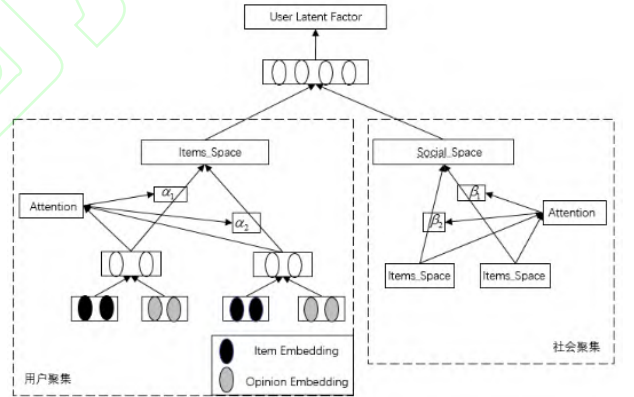 User Latent Factor
Items_Space
Social_Space
α₁
β₁
Attention
α₂
β₂
Attention
Items_Space
Items_Space
Item Embedding
Opinion Embedding
用户聚集
社会聚集